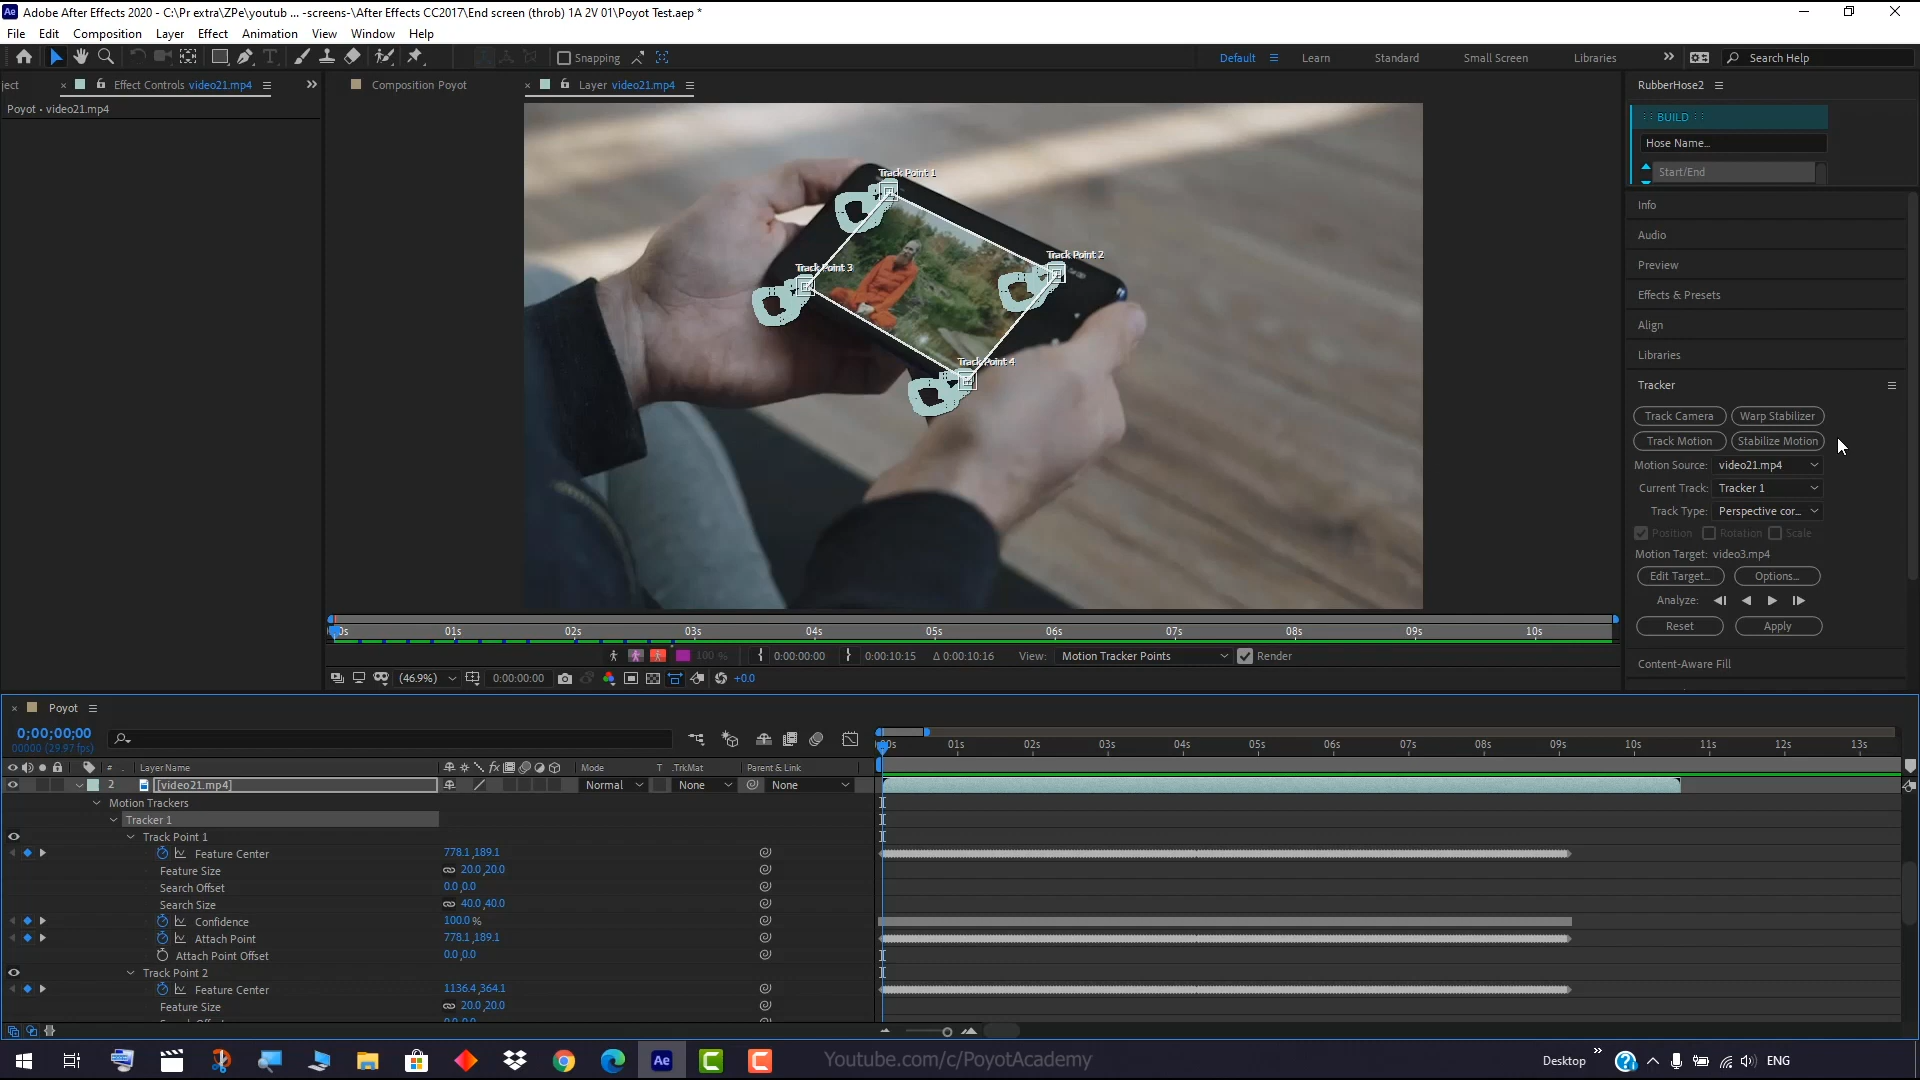 Adobe After Effects 2020 - C:\Pr extra\ZPe\youtub ... -screens-\After Effects CC2017\End screen (throb) 1A 2V 01\Poyot Test.aep *
File Edit Composition Layer Effect Animation View Window Help
Snapping
Default Learn Standard Small Screen Libraries Search Help
ject Effect Controls video21.mp4
Composition Poyot
Layer video21.mp4
RubberHose2
Poyot • video21.mp4
: : BUILD : :
Hose Name...
Start/End
Track Point 1
Track Point 2
Track Point 3
Track Point 4
Info
Audio
Preview
Effects & Presets
Align
Libraries
Tracker
Track Camera Warp Stabilizer
Track Motion Stabilize Motion
Motion Source: video21.mp4
Current Track: Tracker 1
Track Type: Perspective cor...
Position Rotation Scale
Motion Target: video3.mp4
Edit Target... Options...
Analyze:
Reset Apply
Content-Aware Fill
0s 01s 02s 03s 04s 05s 06s 07s 08s 09s 10s
100 % 0:00:00:00 0:00:10:15 Δ 0:00:10:16 View: Motion Tracker Points Render
(46.9%) 0:00:00:00 +0.0
Poyot
0;00;00;00
00000 (29.97 fps)
00s 01s 02s 03s 04s 05s 06s 07s 08s 09s 10s 11s 12s 13s
# Layer Name fx Mode T .TrkMat Parent & Link
2 [video21.mp4] Normal None None
Motion Trackers
Tracker 1
Track Point 1
Feature Center 778.1,189.1
Feature Size 20.0,20.0
Search Offset 0.0,0.0
Search Size 40.0,40.0
Confidence 100.0 %
Attach Point 778.1,189.1
Attach Point Offset 0.0,0.0
Track Point 2
Feature Center 1136.4,364.1
Feature Size 20.0,20.0
Youtube.com/c/PoyotAcademy
Desktop » ENG